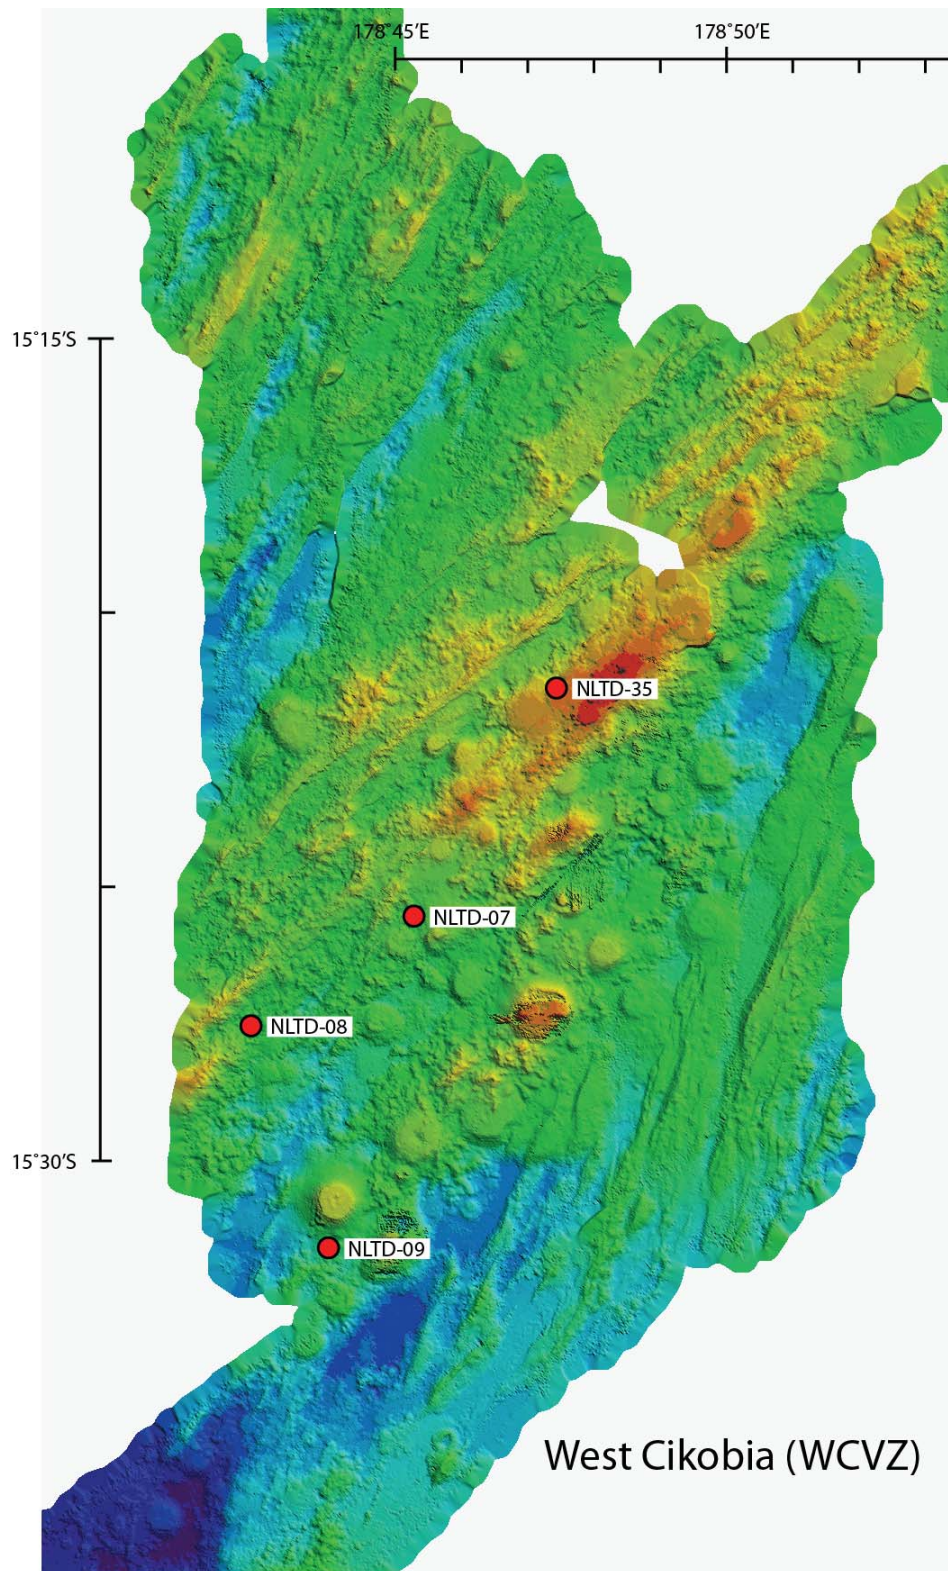 178°45'E
178°50'E
15°15'S
NLTD-35
NLTD-07
NLTD-08
15°30'S
NLTD-09
West Cikobia (WCVZ)